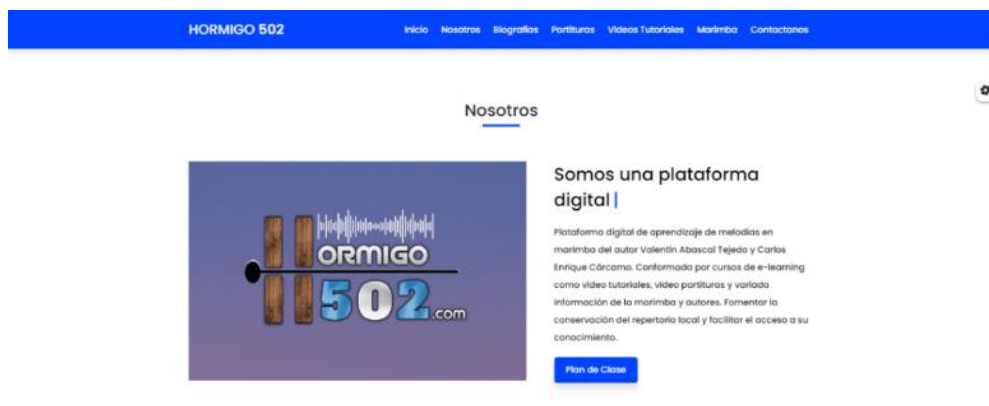 HORMIGO 502
Inicio Nosotros Biografias Partituras Videos Tutoriales Marimba Contactanos
Nosotros
HORMIGO
502.com
Somos una plataforma
digital
Plataforma digital de aprendizaje de melodías en
marimba del autor Valentín Abascal Tejeda y Carlos
Enrique Cárcamo. Conformada por cursos de e-learning
como video tutoriales, video partituras y variada
información de la marimba y autores. Fomentar la
conservación del repertorio local y facilitar el acceso a su
conocimiento.
Plan de Clase